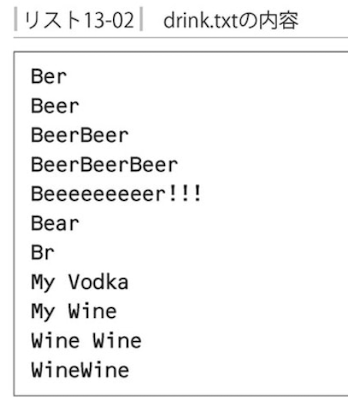 リスト13-02 drink.txtの内容
Ber
Beer
BeerBeer
BeerBeerBeer
Beeeeeeeeer!!!
Bear
Br
My Vodka
My Wine
Wine Wine
WineWine